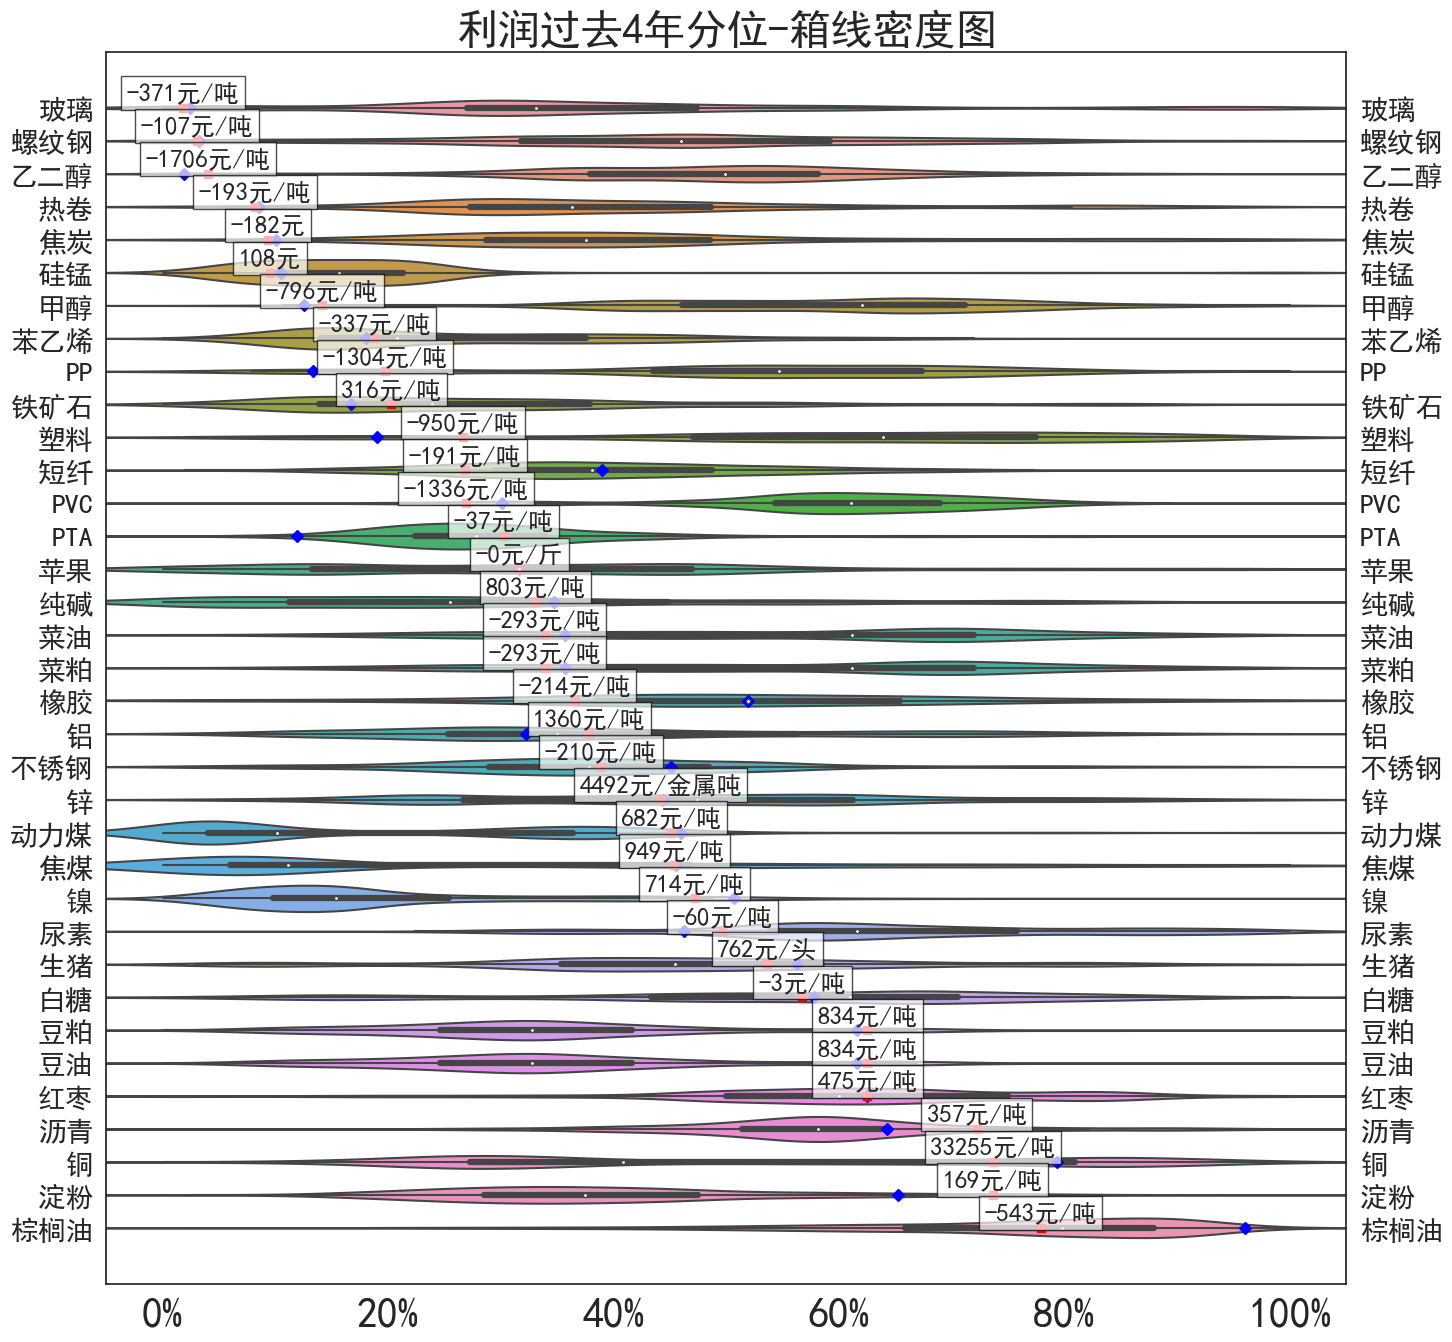 利润过去4年分位-箱线密度图
玻璃 -371元/吨 玻璃
螺纹钢 -107元/吨 螺纹钢
乙二醇 -1706元/吨 乙二醇
热卷 -193元/吨 热卷
焦炭 -182元 焦炭
硅锰 108元 硅锰
甲醇 -796元/吨 甲醇
苯乙烯 -337元/吨 苯乙烯
PP -1304元/吨 PP
铁矿石 316元/吨 铁矿石
塑料 -950元/吨 塑料
短纤 -191元/吨 短纤
PVC -1336元/吨 PVC
PTA -37元/吨 PTA
苹果 -0元/斤 苹果
纯碱 803元/吨 纯碱
菜油 -293元/吨 菜油
菜粕 -293元/吨 菜粕
橡胶 -214元/吨 橡胶
铝 1360元/吨 铝
不锈钢 -210元/吨 不锈钢
锌 4492元/金属吨 锌
动力煤 682元/吨 动力煤
焦煤 949元/吨 焦煤
镍 714元/吨 镍
尿素 -60元/吨 尿素
生猪 762元/头 生猪
白糖 -3元/吨 白糖
豆粕 834元/吨 豆粕
豆油 834元/吨 豆油
红枣 475元/吨 红枣
沥青 357元/吨 沥青
铜 33255元/吨 铜
淀粉 169元/吨 淀粉
棕榈油 -543元/吨 棕榈油
0% 20% 40% 60% 80% 100%